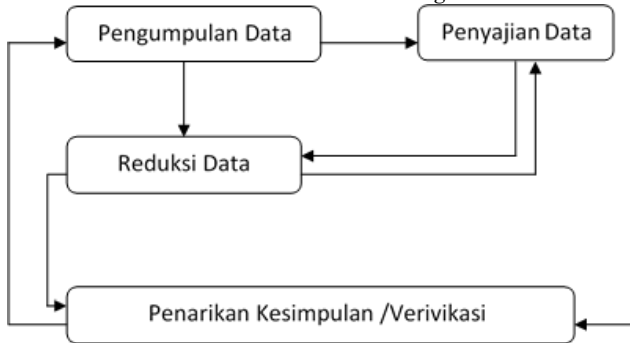 Pengumpulan Data
Penyajian Data
Reduksi Data
Penarikan Kesimpulan /Verivikasi